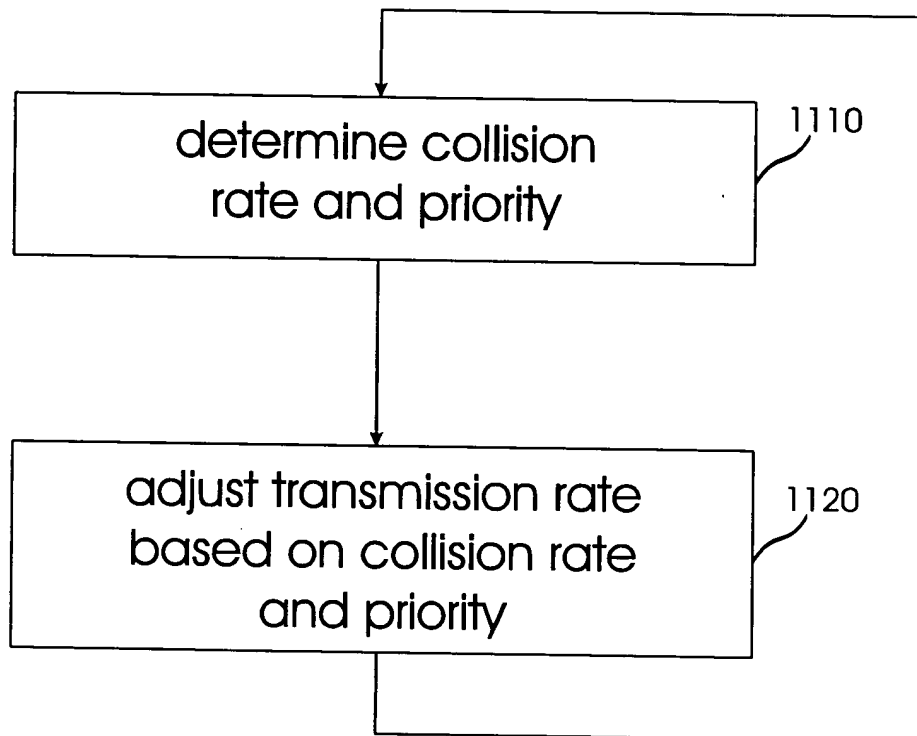 determine collision
rate and priority
1110
adjust transmission rate
based on collision rate
and priority
1120